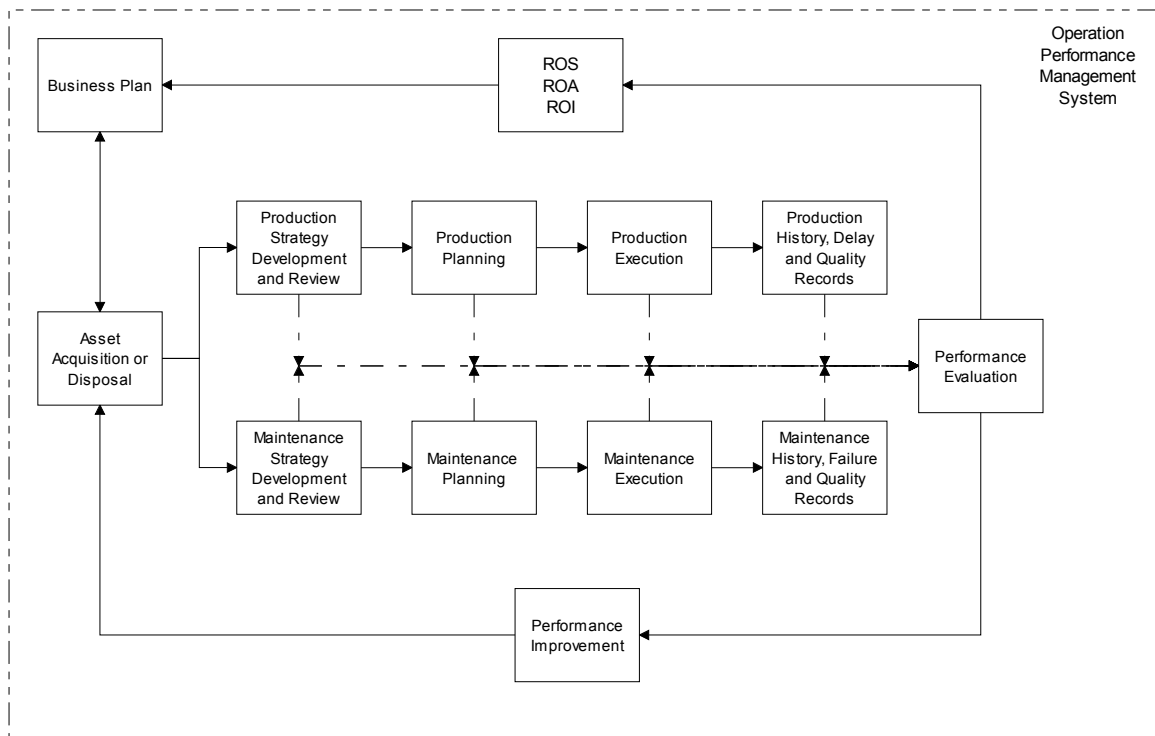 Operation
Performance
Management
System
Business Plan
ROS
ROA
ROI
Production
Strategy
Development
and Review
Production
Planning
Production
Execution
Production
History, Delay
and Quality
Records
Asset
Acquisition or
Disposal
Performance
Evaluation
Maintenance
Strategy
Development
and Review
Maintenance
Planning
Maintenance
Execution
Maintenance
History, Failure
and Quality
Records
Performance
Improvement